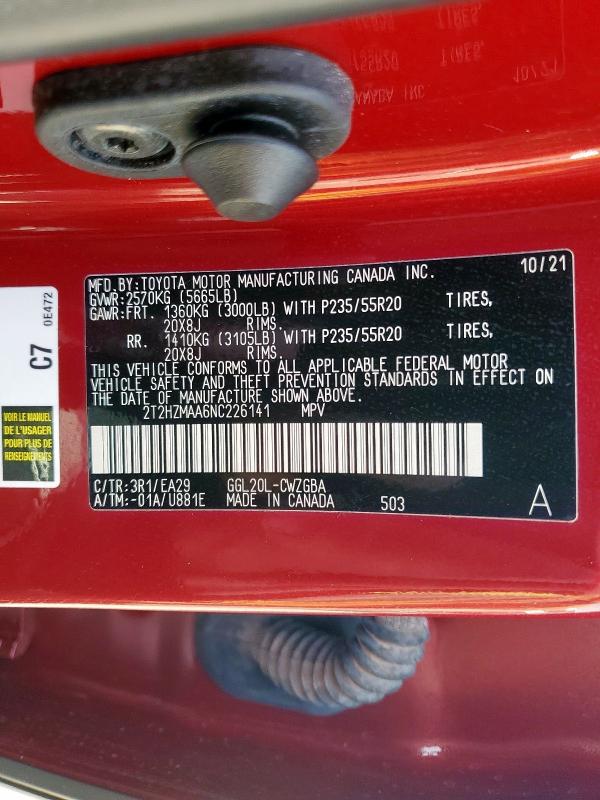 MFD.BY:TOYOTA MOTOR MANUFACTURING CANADA INC. 10/21
GVWR:2570KG (5665LB)
GAWR:FRT. 1360KG (3000LB) WITH P235/55R20 TIRES,
20X8J RIMS.
RR. 1410KG (3105LB) WITH P235/55R20 TIRES,
20X8J RIMS.
THIS VEHICLE CONFORMS TO ALL APPLICABLE FEDERAL MOTOR
VEHICLE SAFETY AND THEFT PREVENTION STANDARDS IN EFFECT ON
THE DATE OF MANUFACTURE SHOWN ABOVE.
2T2HZMAA6NC226141 MPV
C/TR:3R1/EA29 GGL20L-CWZGBA
A/TM:-01A/U881E MADE IN CANADA 503 A
C7
0E472
VOIR LE MANUEL
DE L'USAGER
POUR PLUS DE
RENSEIGNEMENTS